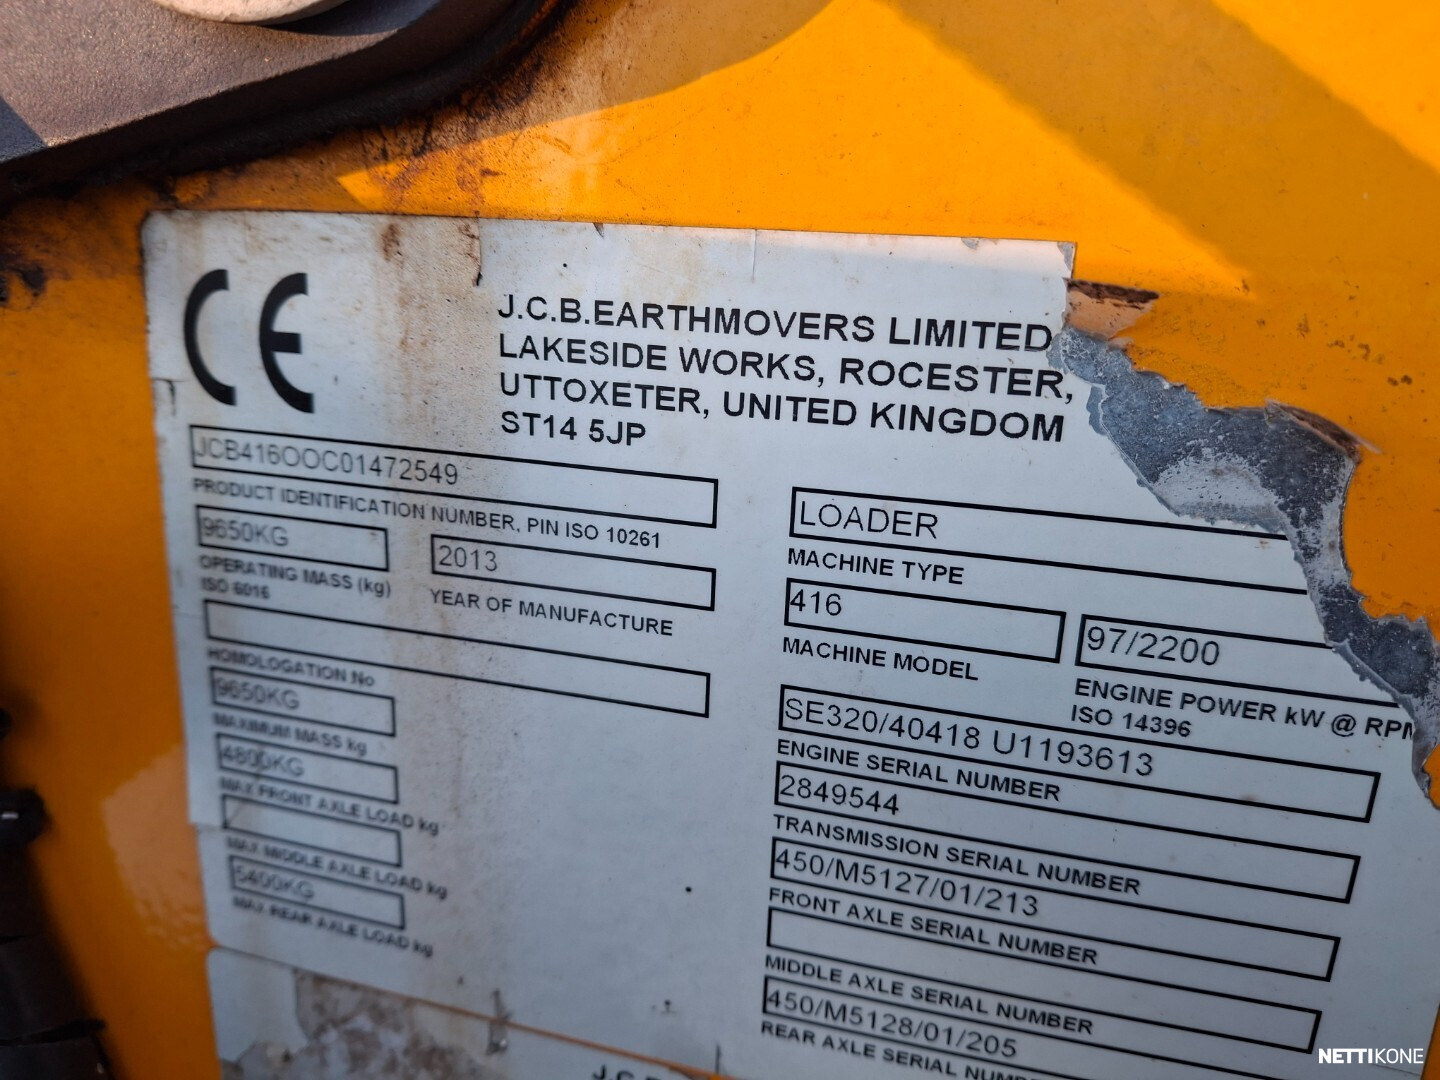 CE
J.C.B.EARTHMOVERS LIMITED
LAKESIDE WORKS, ROCESTER,
UTTOXETER, UNITED KINGDOM
ST14 5JP
JCB416OOC01472549
PRODUCT IDENTIFICATION NUMBER, PIN ISO 10261
9650KG
OPERATING MASS (kg)
ISO 6016
2013
YEAR OF MANUFACTURE
HOMOLOGATION No
9650KG
MAXIMUM MASS kg
4800KG
MAX FRONT AXLE LOAD kg
MAX MIDDLE AXLE LOAD kg
5400KG
MAX REAR AXLE LOAD kg
LOADER
MACHINE TYPE
416
MACHINE MODEL
97/2200
ENGINE POWER kW @ RPM
ISO 14396
SE320/40418 U1193613
ENGINE SERIAL NUMBER
2849544
TRANSMISSION SERIAL NUMBER
450/M5127/01/213
FRONT AXLE SERIAL NUMBER
MIDDLE AXLE SERIAL NUMBER
450/M5128/01/205
REAR AXLE SERIAL NUMBER
NETTIKONE